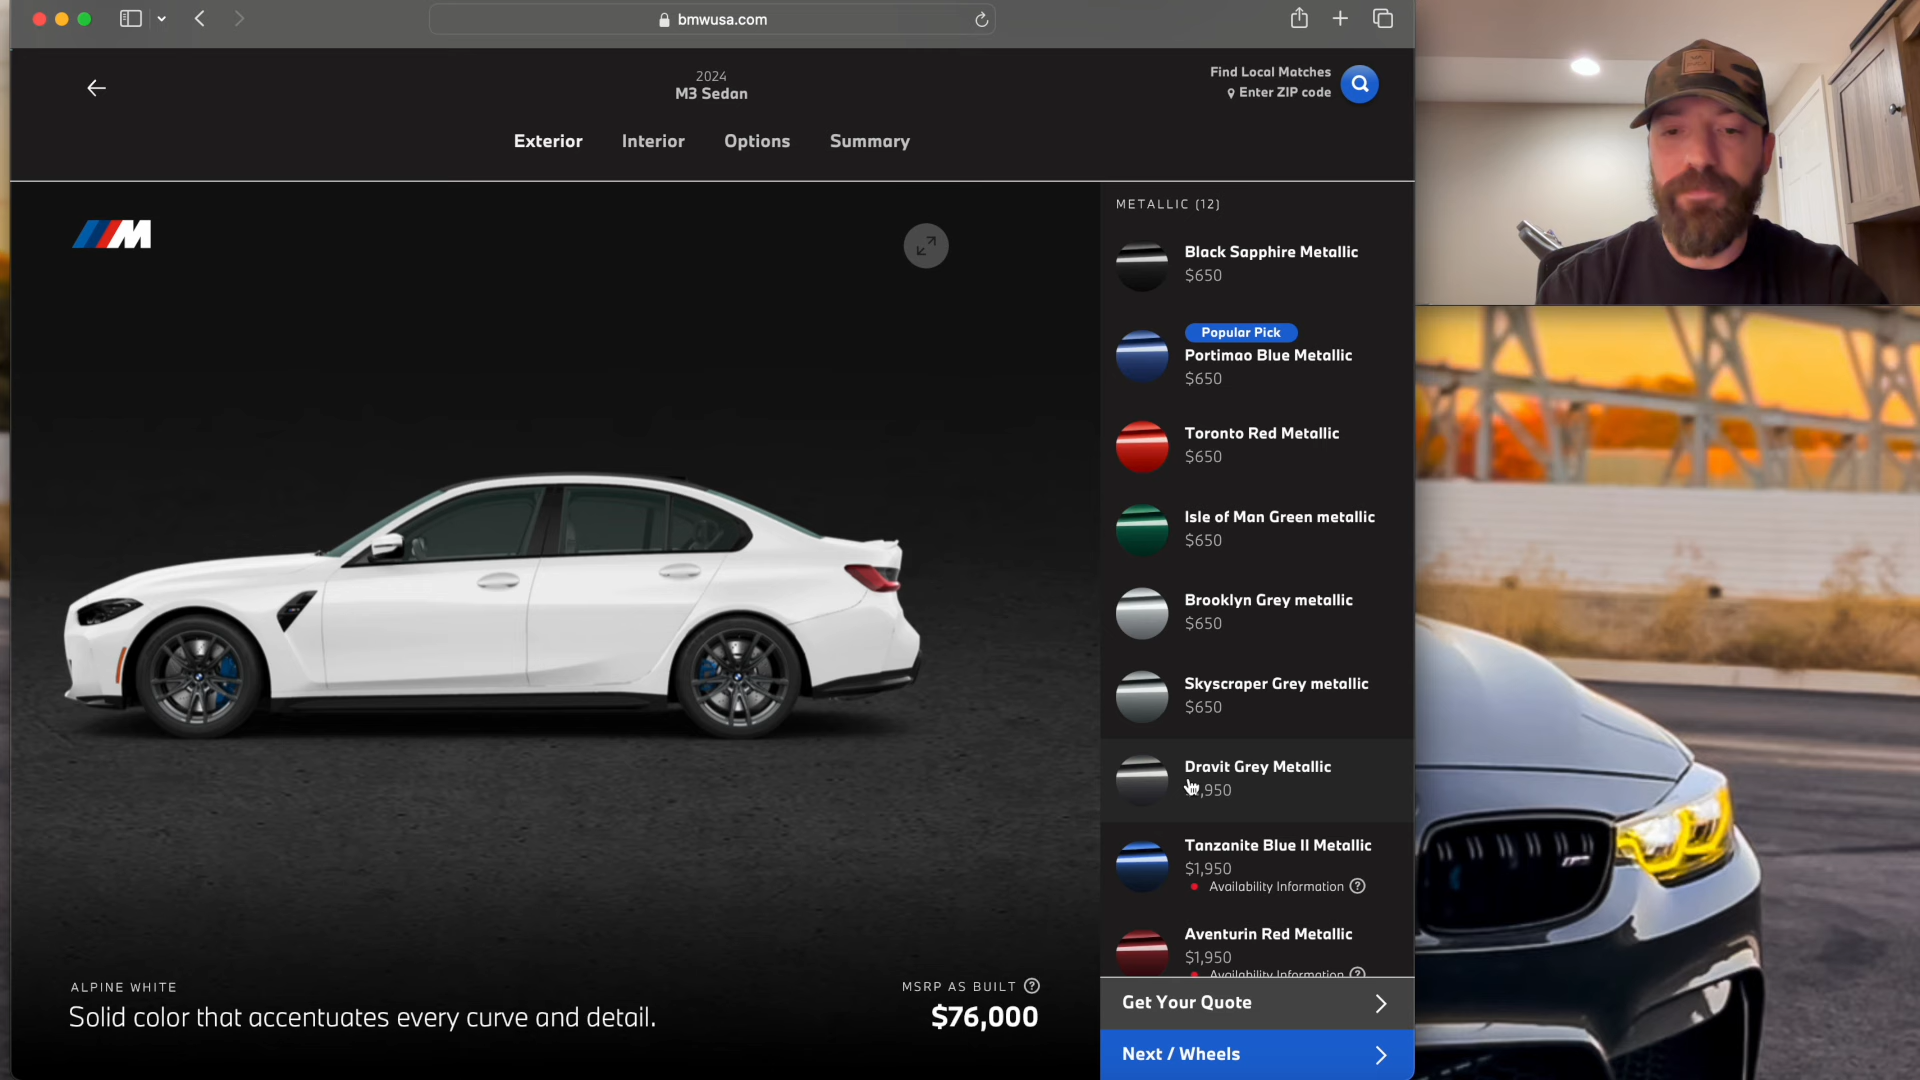 bmwusa.com
2024
M3 Sedan
Find Local Matches
Enter ZIP code
Exterior
Interior
Options
Summary
M
METALLIC (12)
Black Sapphire Metallic
$650
Popular Pick
Portimao Blue Metallic
$650
Toronto Red Metallic
$650
Isle of Man Green metallic
$650
Brooklyn Grey metallic
$650
Skyscraper Grey metallic
$650
Dravit Grey Metallic
,950
Tanzanite Blue II Metallic
$1,950
Availability Information ?
Aventurin Red Metallic
$1,950
Availability Information ?
ALPINE WHITE
Solid color that accentuates every curve and detail.
MSRP AS BUILT ?
$76,000
Get Your Quote
Next / Wheels